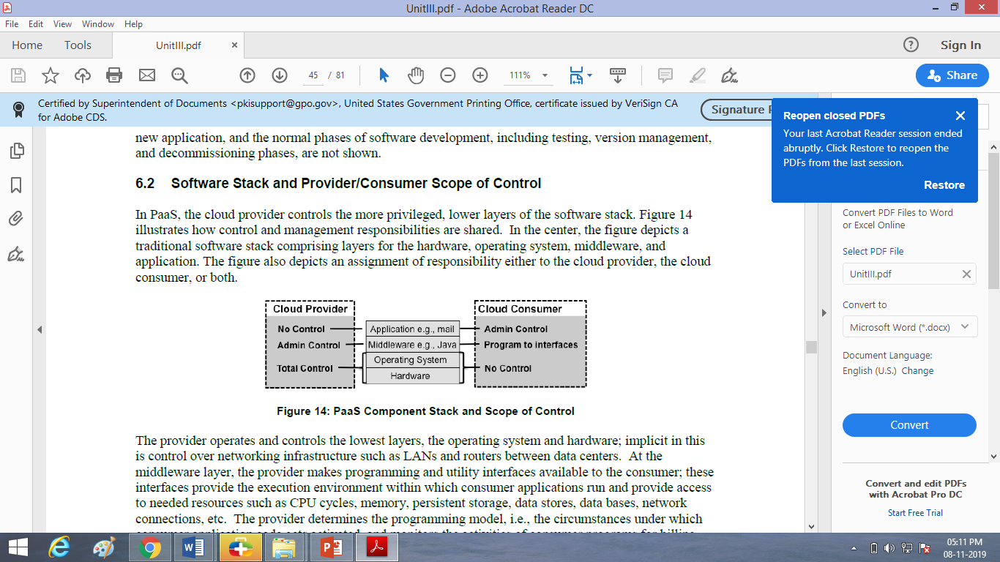 UnitIII.pdf - Adobe Acrobat Reader DC
File Edit View Window Help
Home Tools UnitIII.pdf × Sign In
45 / 81 111% Share
Certified by Superintendent of Documents <pkisupport@gpo.gov>, United States Government Printing Office, certificate issued by VeriSign CA
for Adobe CDS.
Signature
Reopen closed PDFs
Your last Acrobat Reader session ended
abruptly. Click Restore to reopen the
PDFs from the last session.
Restore
new application, and the normal phases of software development, including testing, version management,
and decommissioning phases, are not shown.
6.2 Software Stack and Provider/Consumer Scope of Control
In PaaS, the cloud provider controls the more privileged, lower layers of the software stack. Figure 14
illustrates how control and management responsibilities are shared. In the center, the figure depicts a
traditional software stack comprising layers for the hardware, operating system, middleware, and
application. The figure also depicts an assignment of responsibility either to the cloud provider, the cloud
consumer, or both.
Cloud Provider Cloud Consumer
No Control Application e.g., mail Admin Control
Admin Control Middleware e.g., Java Program to interfaces
Operating System
Total Control No Control
Hardware
Figure 14: PaaS Component Stack and Scope of Control
The provider operates and controls the lowest layers, the operating system and hardware; implicit in this
is control over networking infrastructure such as LANs and routers between data centers. At the
middleware layer, the provider makes programming and utility interfaces available to the consumer; these
interfaces provide the execution environment within which consumer applications run and provide access
to needed resources such as CPU cycles, memory, persistent storage, data stores, data bases, network
connections, etc. The provider determines the programming model, i.e., the circumstances under which
Convert PDF Files to Word
or Excel Online
Select PDF File
UnitIII.pdf
Convert to
Microsoft Word (*.docx)
Document Language:
English (U.S.) Change
Convert
Convert and edit PDFs
with Acrobat Pro DC
Start Free Trial
05:11 PM
08-11-2019